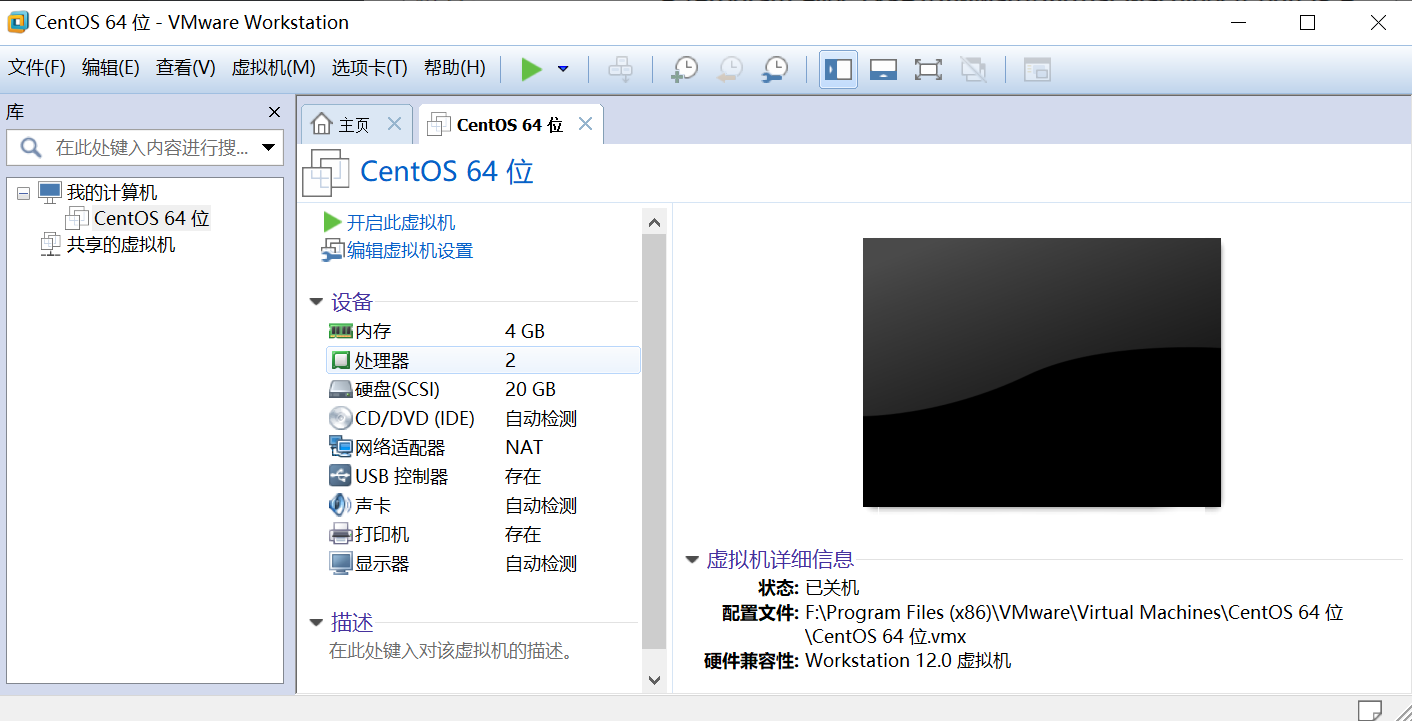 CentOS 64 位 - VMware Workstation
文件(F) 编辑(E) 查看(V) 虚拟机(M) 选项卡(T) 帮助(H)
库
在此处键入内容进行搜...
我的计算机
CentOS 64 位
共享的虚拟机
主页 CentOS 64 位
CentOS 64 位
开启此虚拟机
编辑虚拟机设置
设备
内存 4 GB
处理器 2
硬盘(SCSI) 20 GB
CD/DVD (IDE) 自动检测
网络适配器 NAT
USB 控制器 存在
声卡 自动检测
打印机 存在
显示器 自动检测
描述
在此处键入对该虚拟机的描述。
虚拟机详细信息
状态: 已关机
配置文件: F:\Program Files (x86)\VMware\Virtual Machines\CentOS 64 位
\CentOS 64 位.vmx
硬件兼容性: Workstation 12.0 虚拟机